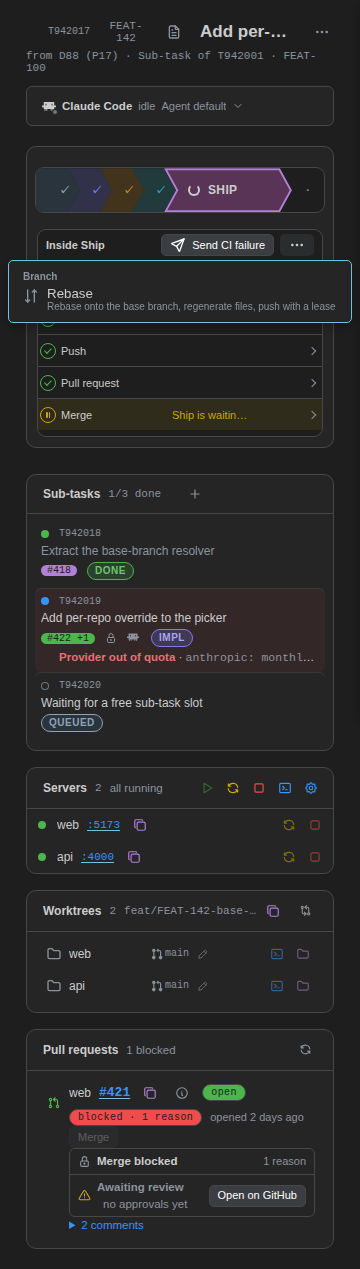 T942017 FEAT-142 Add per-…
from D88 (P17) · Sub-task of T942001 · FEAT-100
Claude Code idle Agent default
SHIP
Inside Ship Send CI failure
Branch
Rebase
Rebase onto the base branch, regenerate files, push with a lease
Push
Pull request
Merge Ship is waitin…
Sub-tasks 1/3 done
T942018
Extract the base-branch resolver
#418 DONE
T942019
Add per-repo override to the picker
#422 +1 IMPL
Provider out of quota · anthropic: monthl…
T942020
Waiting for a free sub-task slot
QUEUED
Servers 2 all running
web :5173
api :4000
Worktrees 2 feat/FEAT-142-base-…
web main
api main
Pull requests 1 blocked
web #421 open
blocked · 1 reason opened 2 days ago
Merge
Merge blocked 1 reason
Awaiting review
no approvals yet
Open on GitHub
2 comments